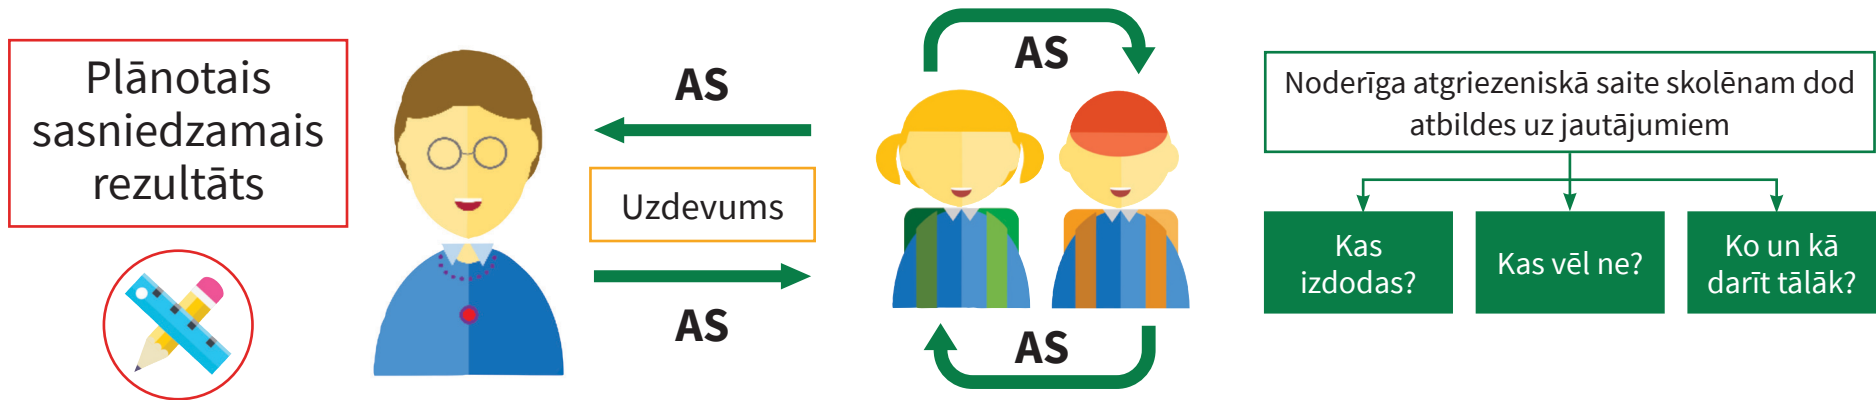 Plānotais
sasniedzamais
rezultāts
AS
Uzdevums
AS
AS
AS
Noderīga atgriezeniskā saite skolēnam dod
atbildes uz jautājumiem
Kas
izdodas?
Kas vēl ne?
Ko un kā
darīt tālāk?